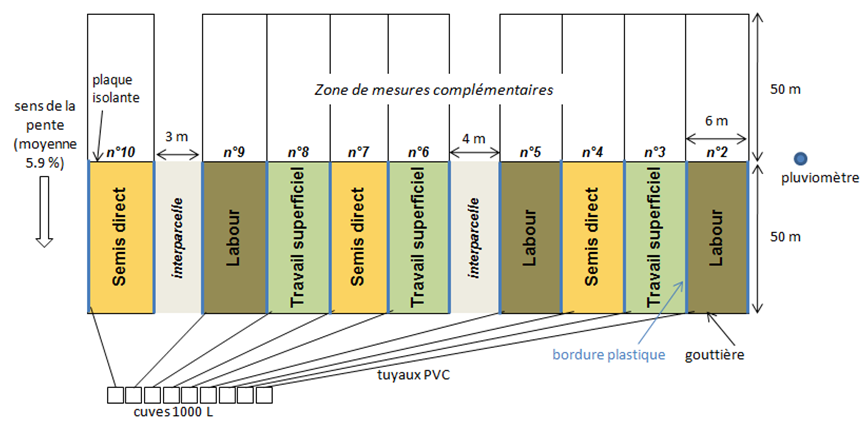 Zone de mesures complémentaires
plaque
isolante
sens de la
pente
(moyenne
5.9 %)
50 m
3 m
4 m
6 m
n°10
n°9
n°8
n°7
n°6
n°5
n°4
n°3
n°2
pluviomètre
Semis direct
interparcelle
Labour
Travail superficiel
Semis direct
Travail superficiel
interparcelle
Labour
Semis direct
Travail superficiel
Labour
50 m
bordure plastique
gouttière
tuyaux PVC
cuves 1000 L